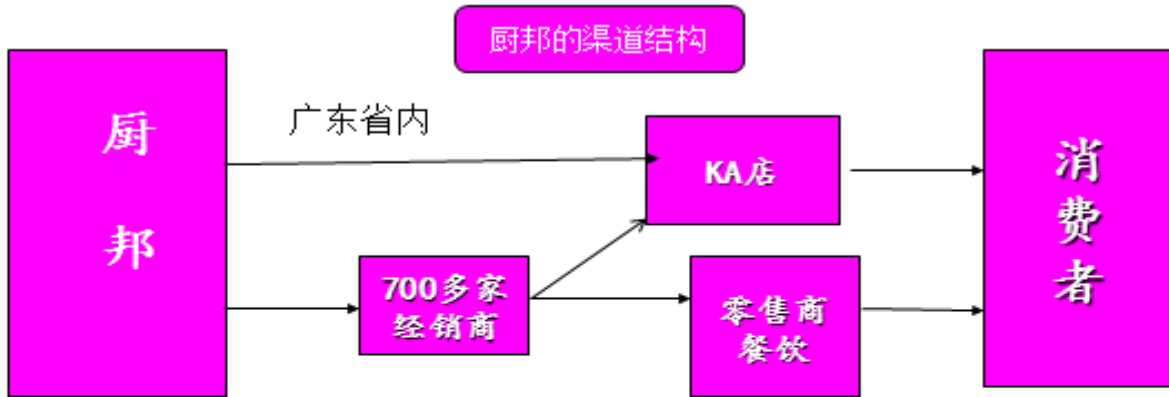 厨邦的渠道结构
厨
邦
广东省内
KA店
700多家
经销商
零售商
餐饮
消
费
者